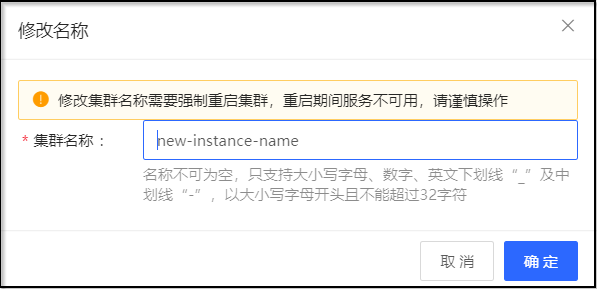 修改名称
修改集群名称需要强制重启集群，重启期间服务不可用，请谨慎操作
* 集群名称：
new-instance-name
名称不可为空，只支持大小写字母、数字、英文下划线“_”及中
划线“-”，以大小写字母开头且不能超过32字符
取 消
确 定